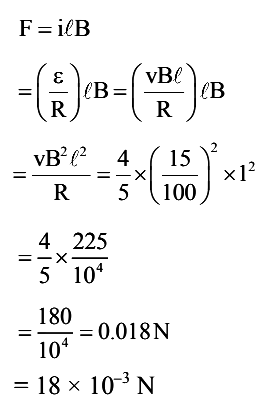 F = iℓB
= (ε/R) ℓB = (vBℓ/R) ℓB
= vB²ℓ²/R = 4/5 × (15/100)² × 1²
= 4/5 × 225/10⁴
= 180/10⁴ = 0.018 N
= 18 × 10⁻³ N